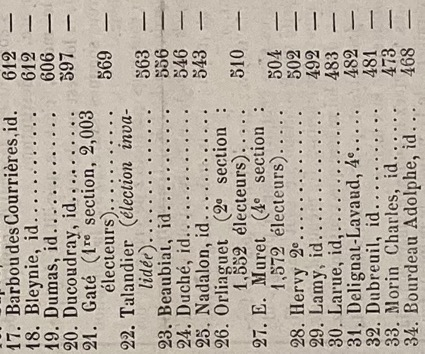 17. Barbou des Courrières, id. 612 —
18. Bleynie, id.............. 612 —
19. Dumas, id............... 606 —
20. Ducoudray, id.......... 597 —
21. Gaté (1re section, 2,003
électeurs)............... 569 —
22. Talandier (élection inva-
lidée)................... 563 —
23. Beaubial, id............. 556 —
24. Duché, id............... 546 —
25. Nadalon, id............. 543 —
26. Orliaguet (2e section :
1,552 électeurs)......... 510 —
27. E. Muret (4e section :
1,572 électeurs)......... 504 —
28. Hervy 2e................ 502 —
29. Lamy, id................ 492 —
30. Larue, id................ 483 —
31. Delignat-Lavaud, 4e..... 482 —
32. Dubreuil, id............. 481 —
33. Morin Charles, id........ 473 —
34. Bourdeau Adolphe, id.... 468 —